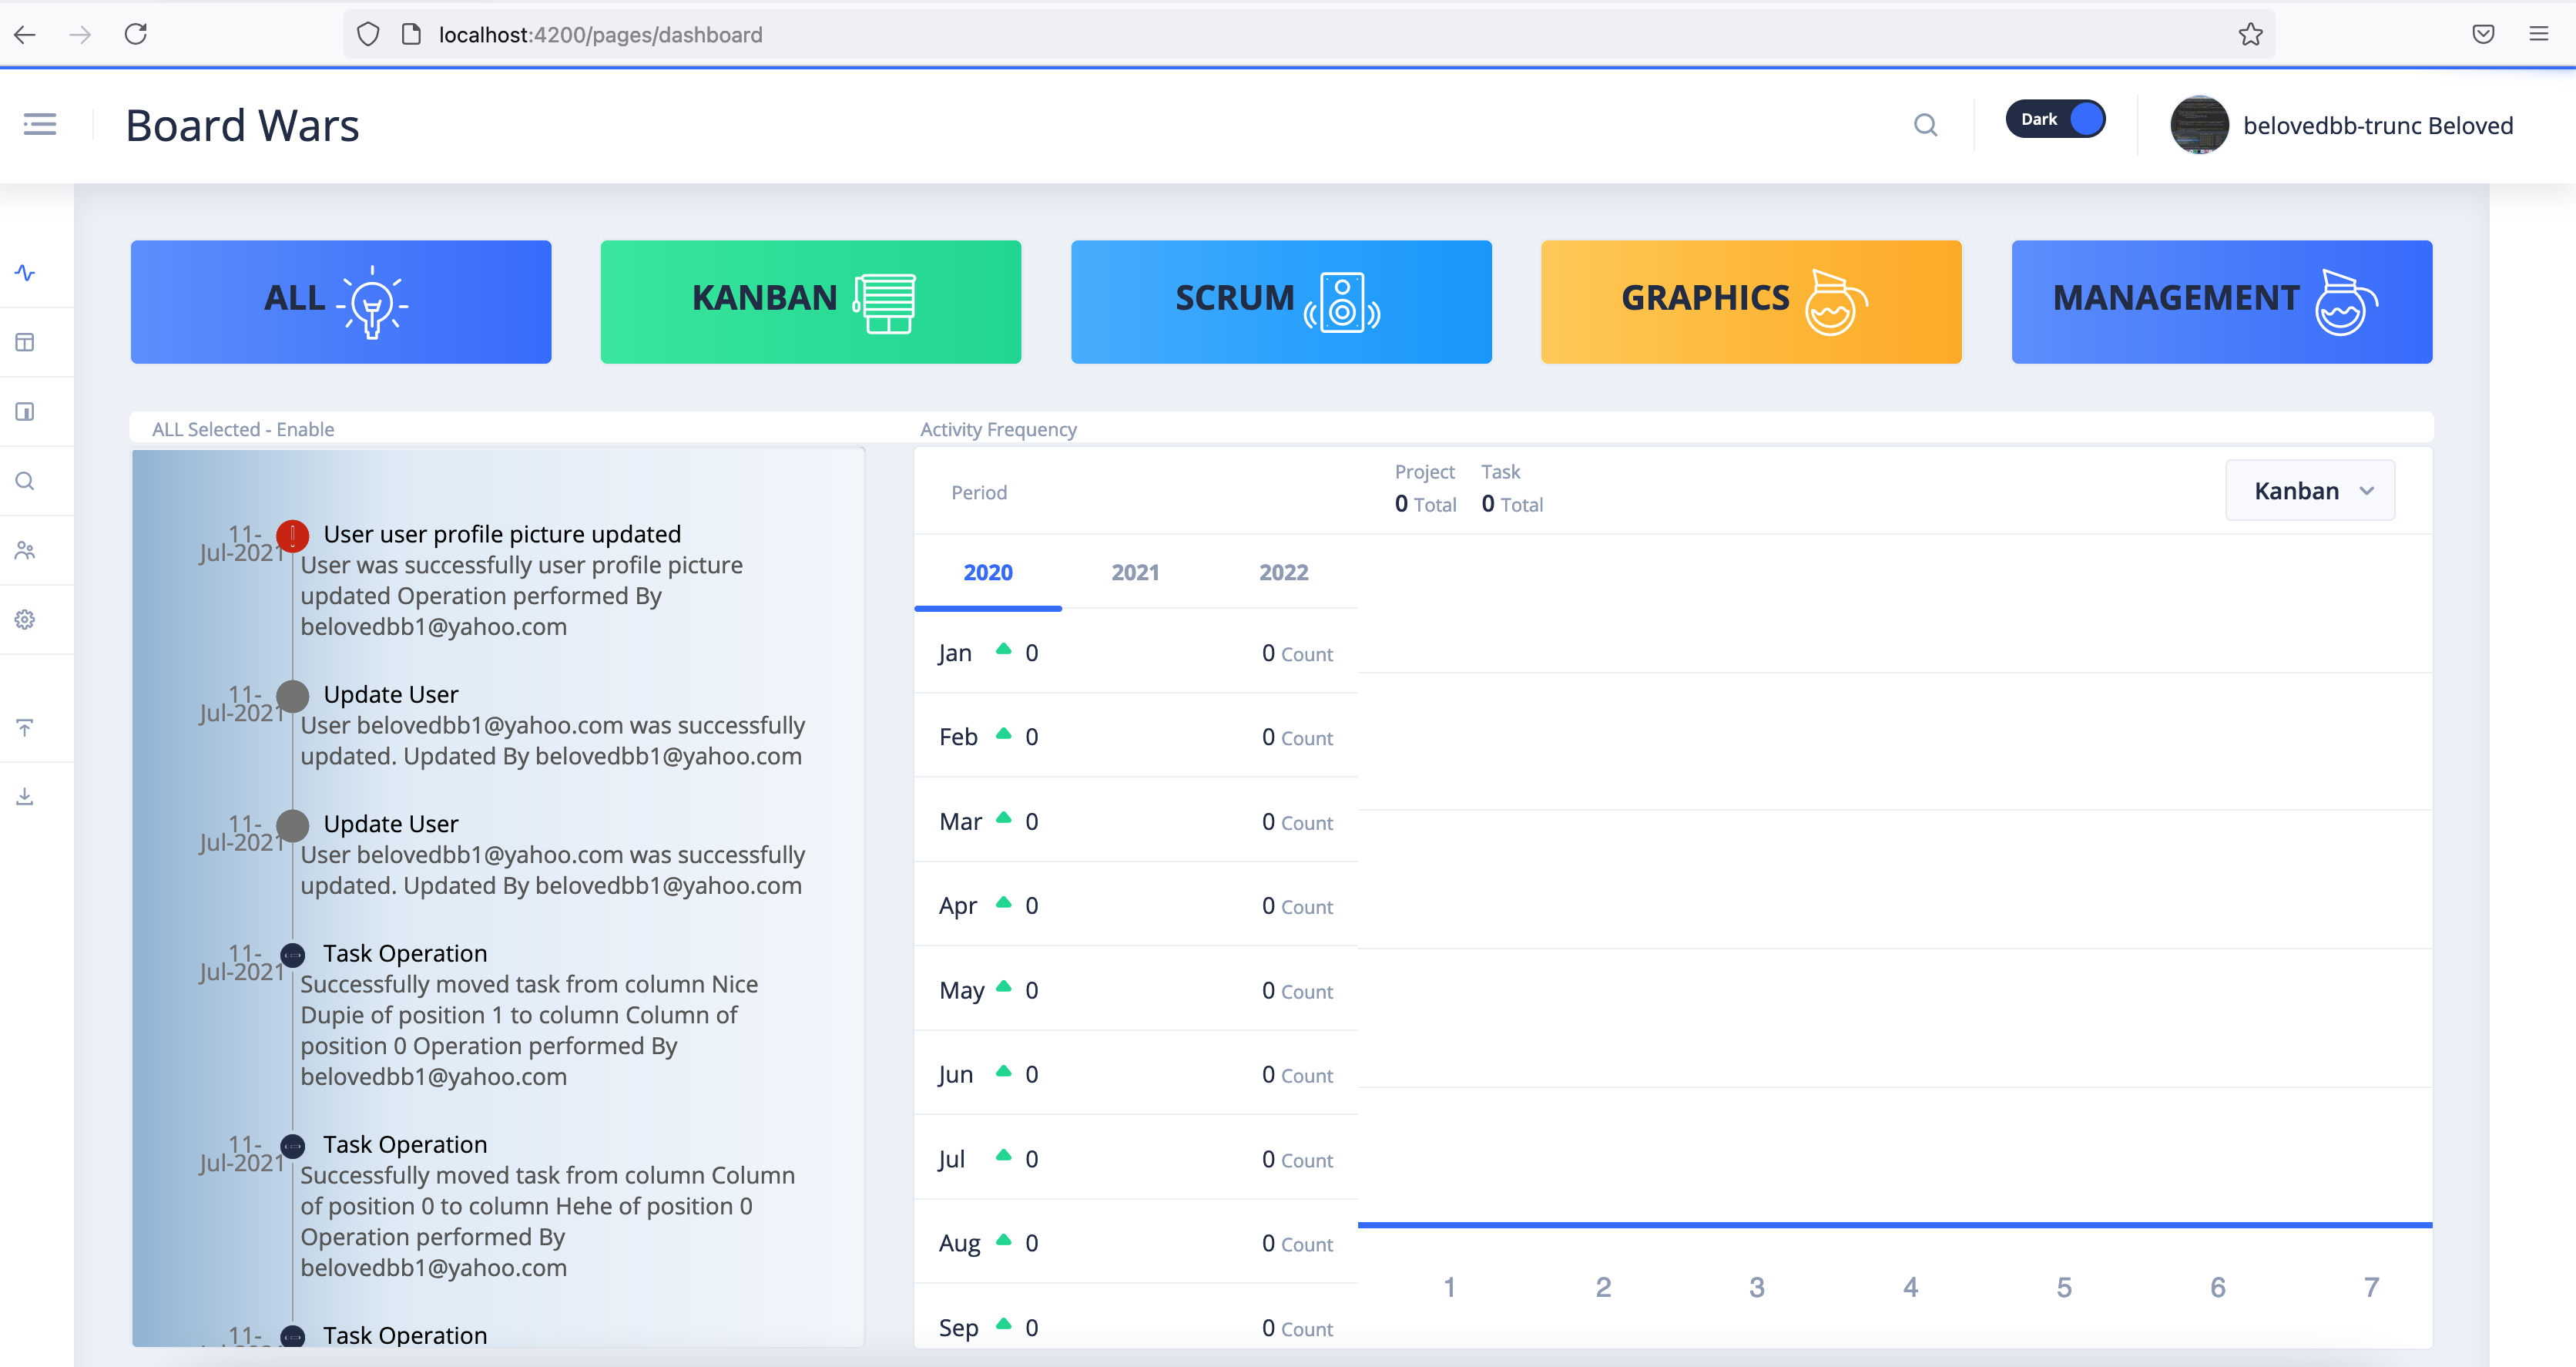 localhost:4200/pages/dashboard
Board Wars
Dark
belovedbb-trunc Beloved
ALL
KANBAN
SCRUM
GRAPHICS
MANAGEMENT
ALL Selected - Enable
11-
Jul-2021
User user profile picture updated
User was successfully user profile picture
updated Operation performed By
belovedbb1@yahoo.com
11-
Jul-2021
Update User
User belovedbb1@yahoo.com was successfully
updated. Updated By belovedbb1@yahoo.com
11-
Jul-2021
Update User
User belovedbb1@yahoo.com was successfully
updated. Updated By belovedbb1@yahoo.com
11-
Jul-2021
Task Operation
Successfully moved task from column Nice
Dupie of position 1 to column Column of
position 0 Operation performed By
belovedbb1@yahoo.com
11-
Jul-2021
Task Operation
Successfully moved task from column Column
of position 0 to column Hehe of position 0
Operation performed By
belovedbb1@yahoo.com
11-
Task Operation
Activity Frequency
Period
Project Task
0 Total 0 Total
Kanban
2020 2021 2022
Jan 0 0 Count
Feb 0 0 Count
Mar 0 0 Count
Apr 0 0 Count
May 0 0 Count
Jun 0 0 Count
Jul 0 0 Count
Aug 0 0 Count
Sep 0 0 Count
1 2 3 4 5 6 7